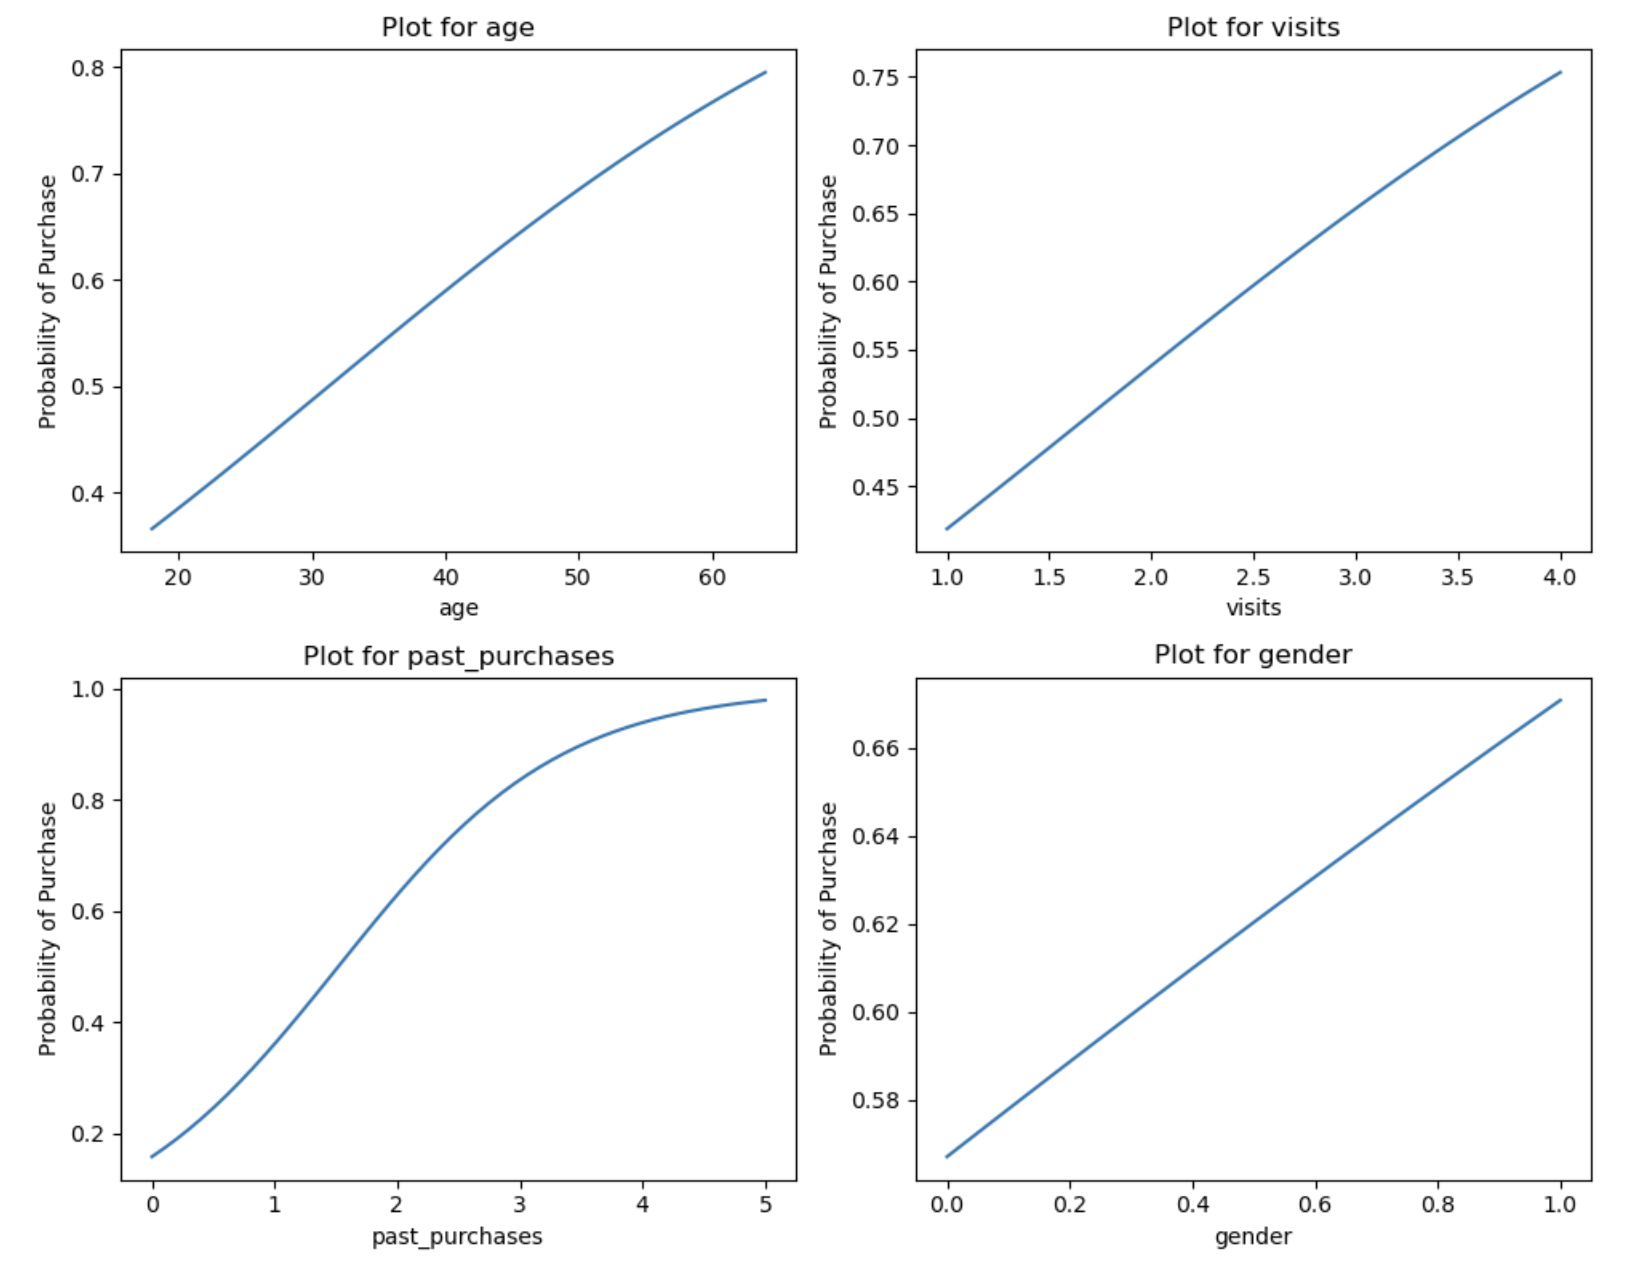 Plot for age
0.8
0.7
0.6
0.5
0.4
Probability of Purchase
20 30 40 50 60
age
Plot for visits
0.75
0.70
0.65
0.60
0.55
0.50
0.45
Probability of Purchase
1.0 1.5 2.0 2.5 3.0 3.5 4.0
visits
Plot for past_purchases
1.0
0.8
0.6
0.4
0.2
Probability of Purchase
0 1 2 3 4 5
past_purchases
Plot for gender
0.66
0.64
0.62
0.60
0.58
Probability of Purchase
0.0 0.2 0.4 0.6 0.8 1.0
gender